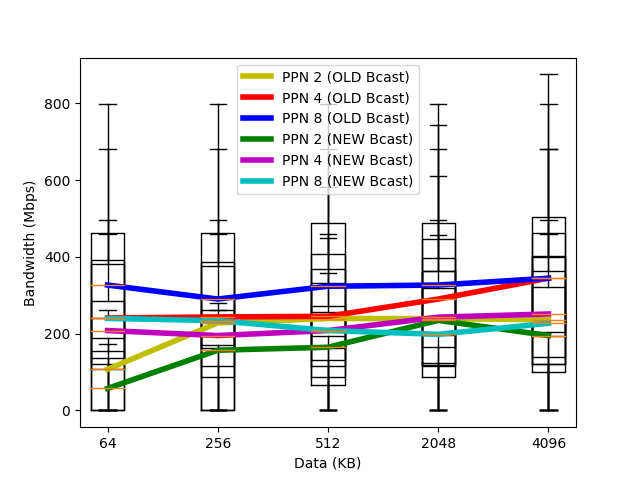 PPN 2 (OLD Bcast)
PPN 4 (OLD Bcast)
PPN 8 (OLD Bcast)
PPN 2 (NEW Bcast)
PPN 4 (NEW Bcast)
PPN 8 (NEW Bcast)
800
600
400
200
0
Bandwidth (Mbps)
64 256 512 2048 4096
Data (KB)